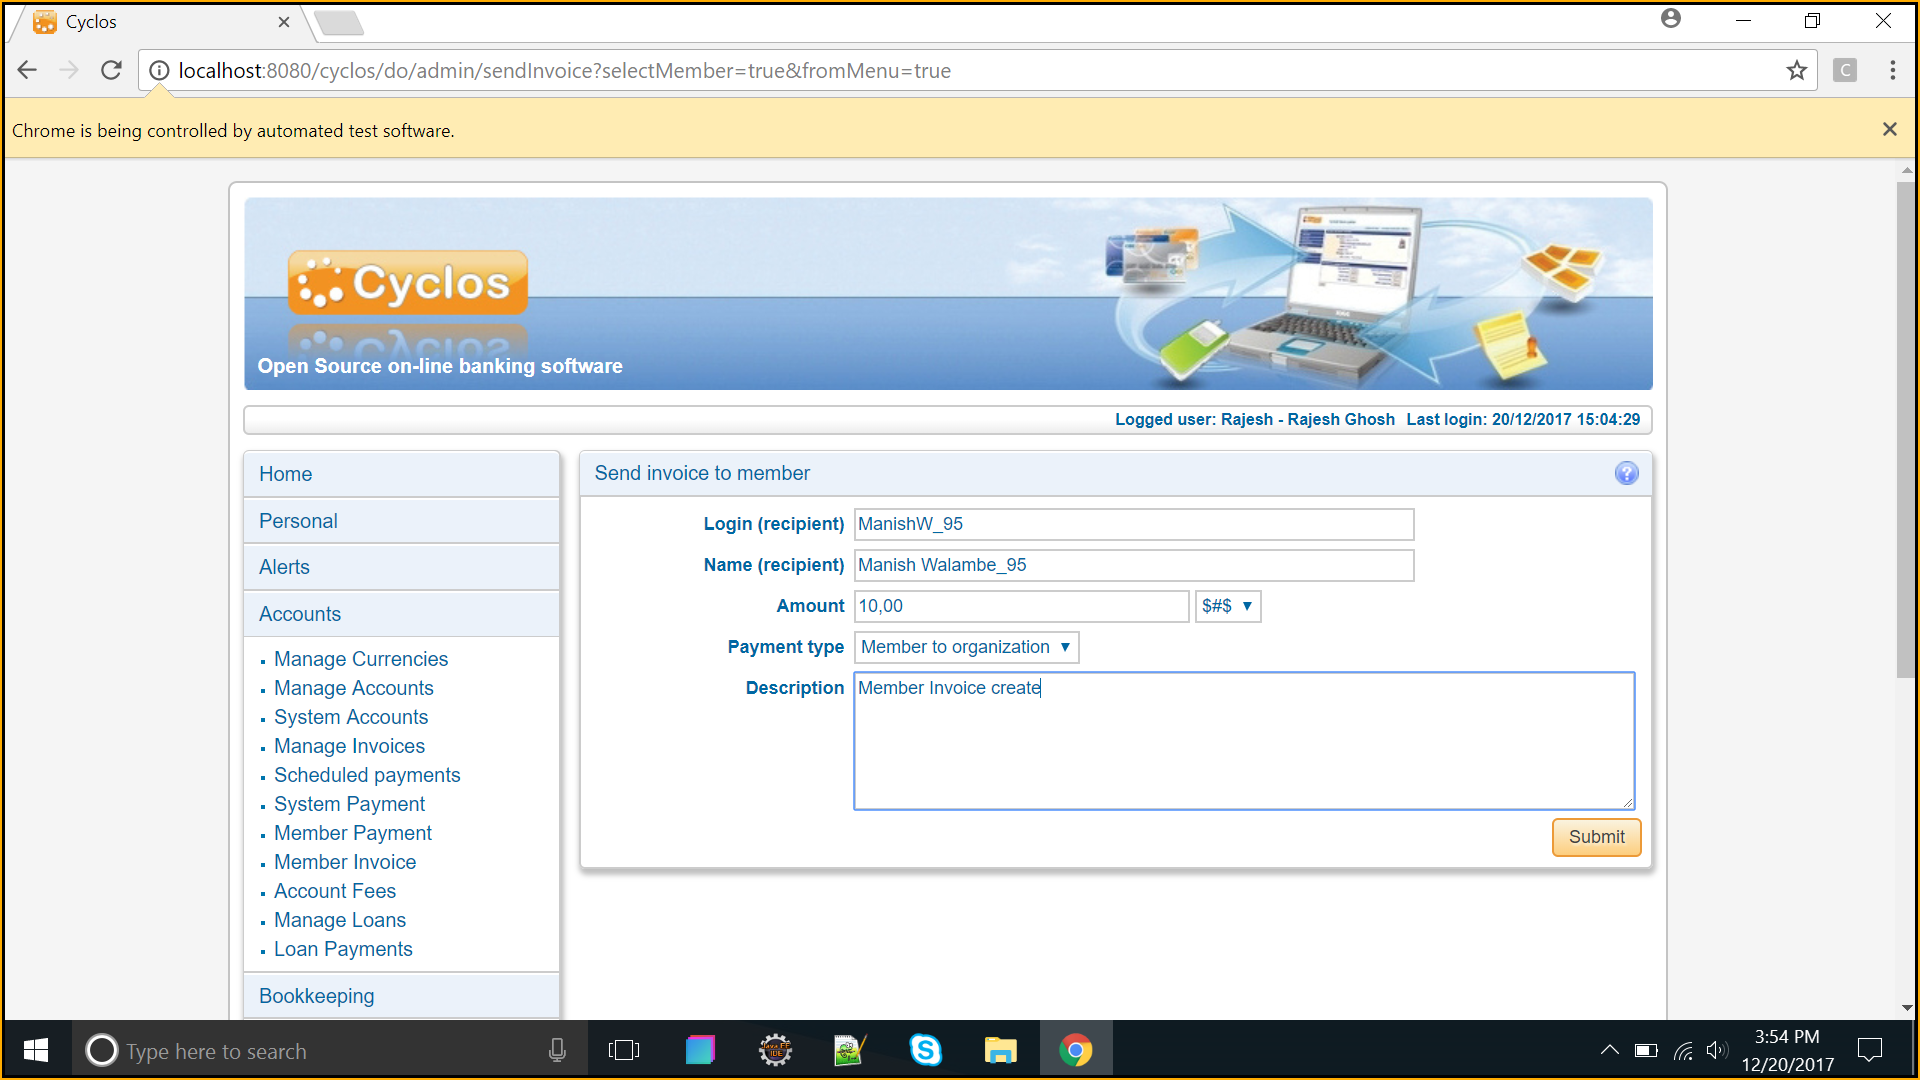 Cyclos
localhost:8080/cyclos/do/admin/sendInvoice?selectMember=true&fromMenu=true
C
Chrome is being controlled by automated test software.
Cyclos
Open Source on-line banking software
Logged user: Rajesh - Rajesh Ghosh Last login: 20/12/2017 15:04:29
Home
Personal
Alerts
Accounts
Manage Currencies
Manage Accounts
System Accounts
Manage Invoices
Scheduled payments
System Payment
Member Payment
Member Invoice
Account Fees
Manage Loans
Loan Payments
Bookkeeping
Send invoice to member
?
Login (recipient) ManishW_95
Name (recipient) Manish Walambe_95
Amount 10,00 $#$
Payment type Member to organization
Description Member Invoice create
Submit
Type here to search
3:54 PM
12/20/2017